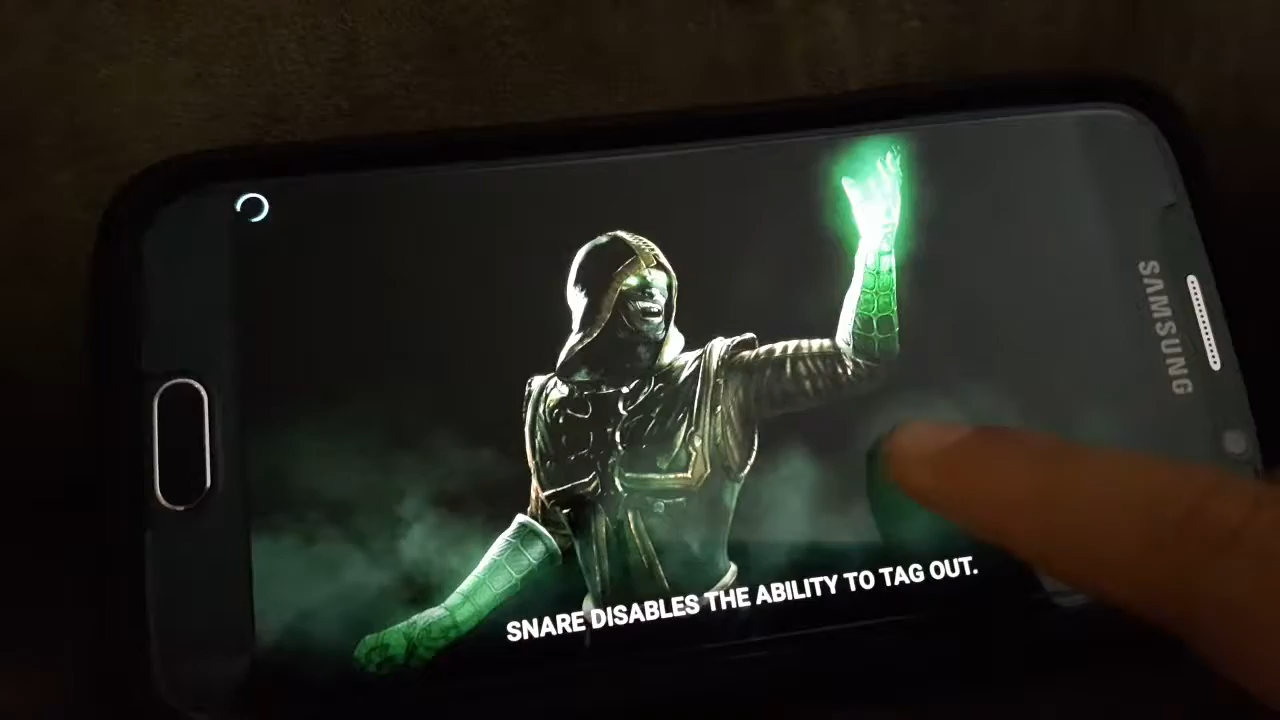 SAMSUNG
SNARE DISABLES THE ABILITY TO TAG OUT.